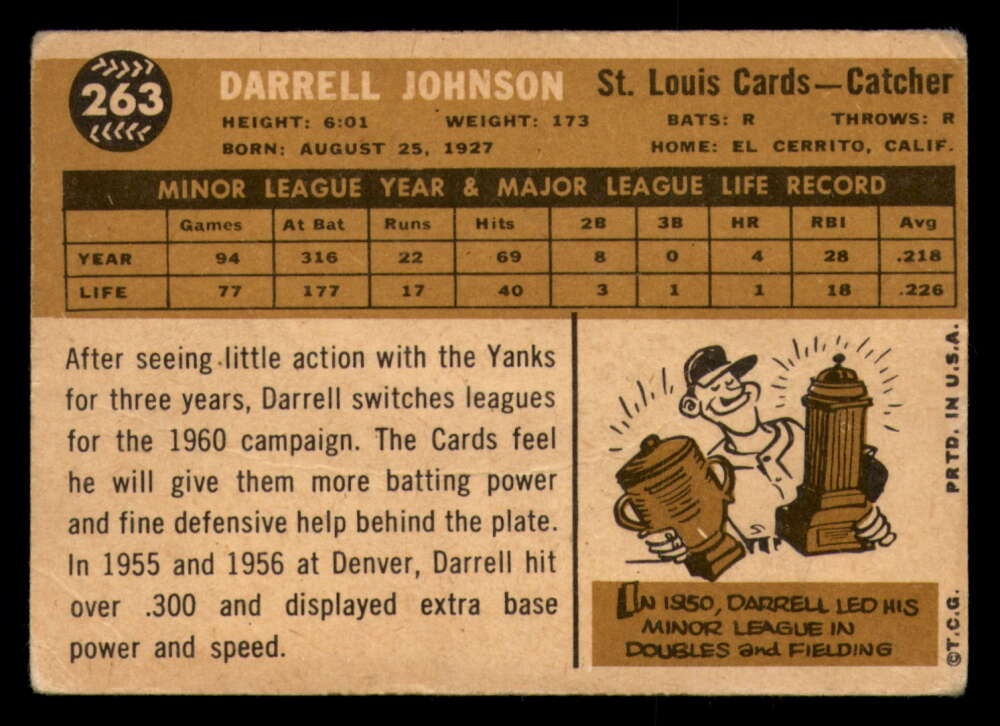 263
DARRELL JOHNSON St. Louis Cards—Catcher
HEIGHT: 6:01 WEIGHT: 173 BATS: R THROWS: R
BORN: AUGUST 25, 1927 HOME: EL CERRITO, CALIF.
MINOR LEAGUE YEAR & MAJOR LEAGUE LIFE RECORD
Games At Bat Runs Hits 2B 3B HR RBI Avg
YEAR 94 316 22 69 8 0 4 28 .218
LIFE 77 177 17 40 3 1 1 18 .226
After seeing little action with the Yanks
for three years, Darrell switches leagues
for the 1960 campaign. The Cards feel
he will give them more batting power
and fine defensive help behind the plate.
In 1955 and 1956 at Denver, Darrell hit
over .300 and displayed extra base
power and speed.
IN 1950, DARRELL LED HIS
MINOR LEAGUE IN
DOUBLES and FIELDING
©T.C.G. PRTD. IN U.S.A.